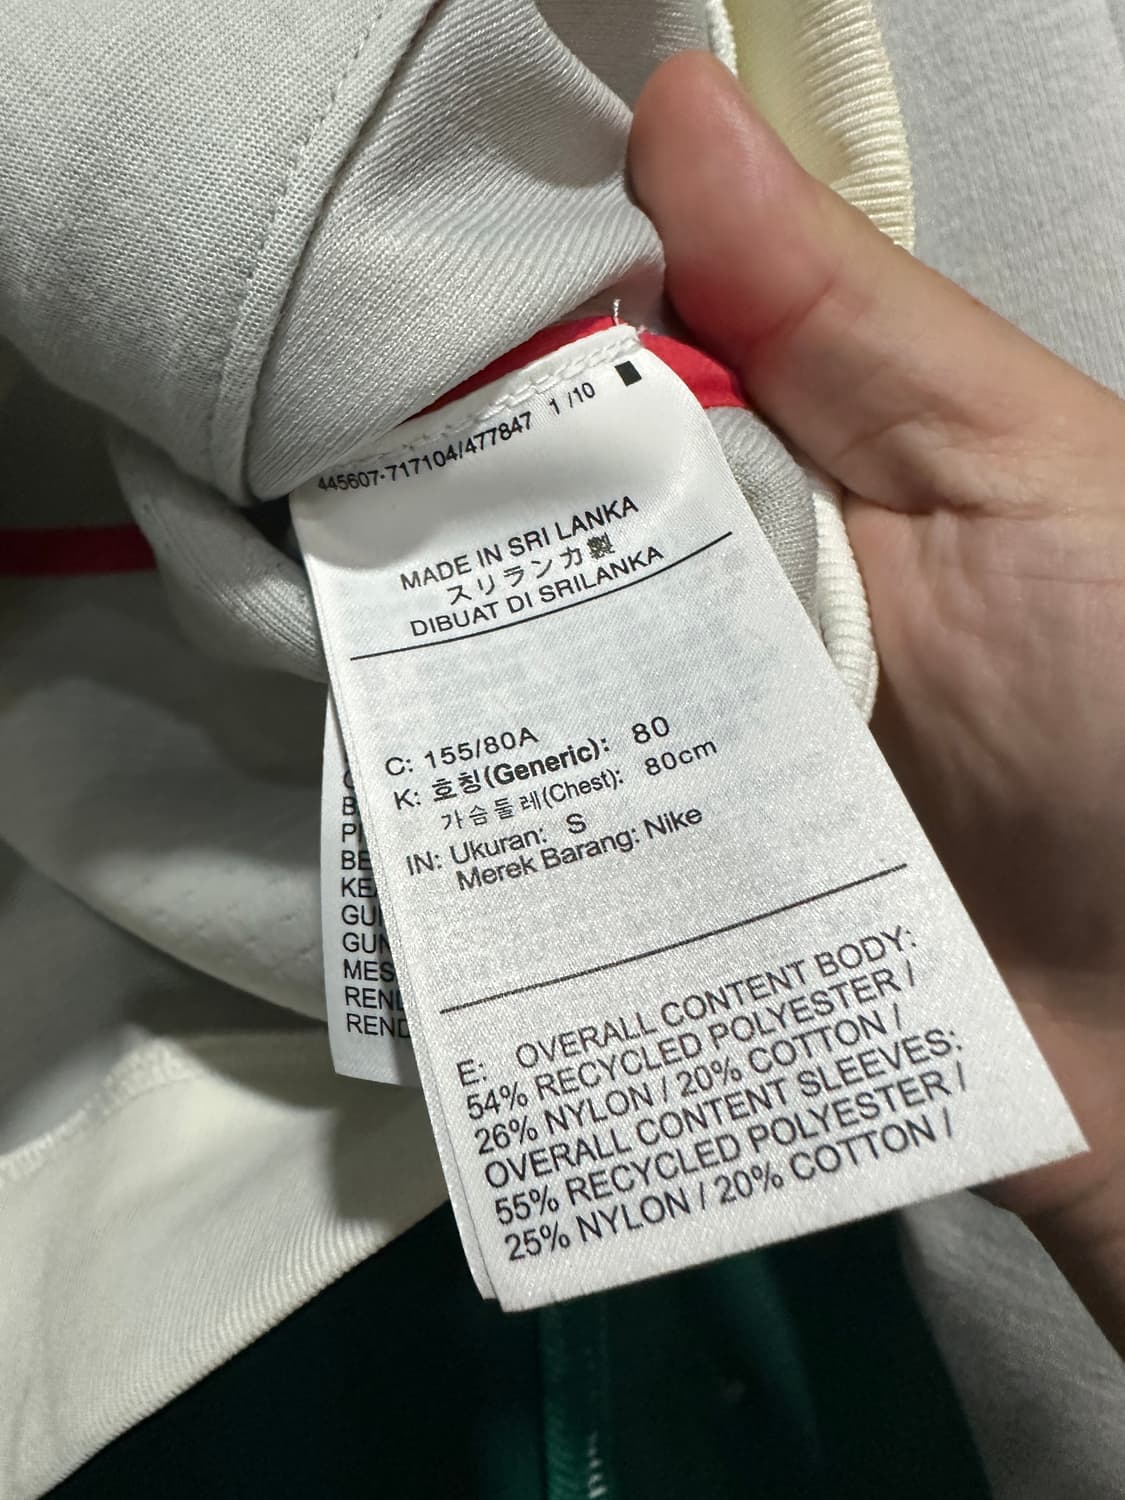 445607-717104/477847 1 /10
MADE IN SRI LANKA
スリランカ製
DIBUAT DI SRILANKA
C: 155/80A
K: 호칭(Generic): 80
가슴둘레(Chest): 80cm
IN: Ukuran: S
Merek Barang: Nike
E: OVERALL CONTENT BODY:
54% RECYCLED POLYESTER /
26% NYLON / 20% COTTON /
OVERALL CONTENT SLEEVES:
55% RECYCLED POLYESTER /
25% NYLON / 20% COTTON /